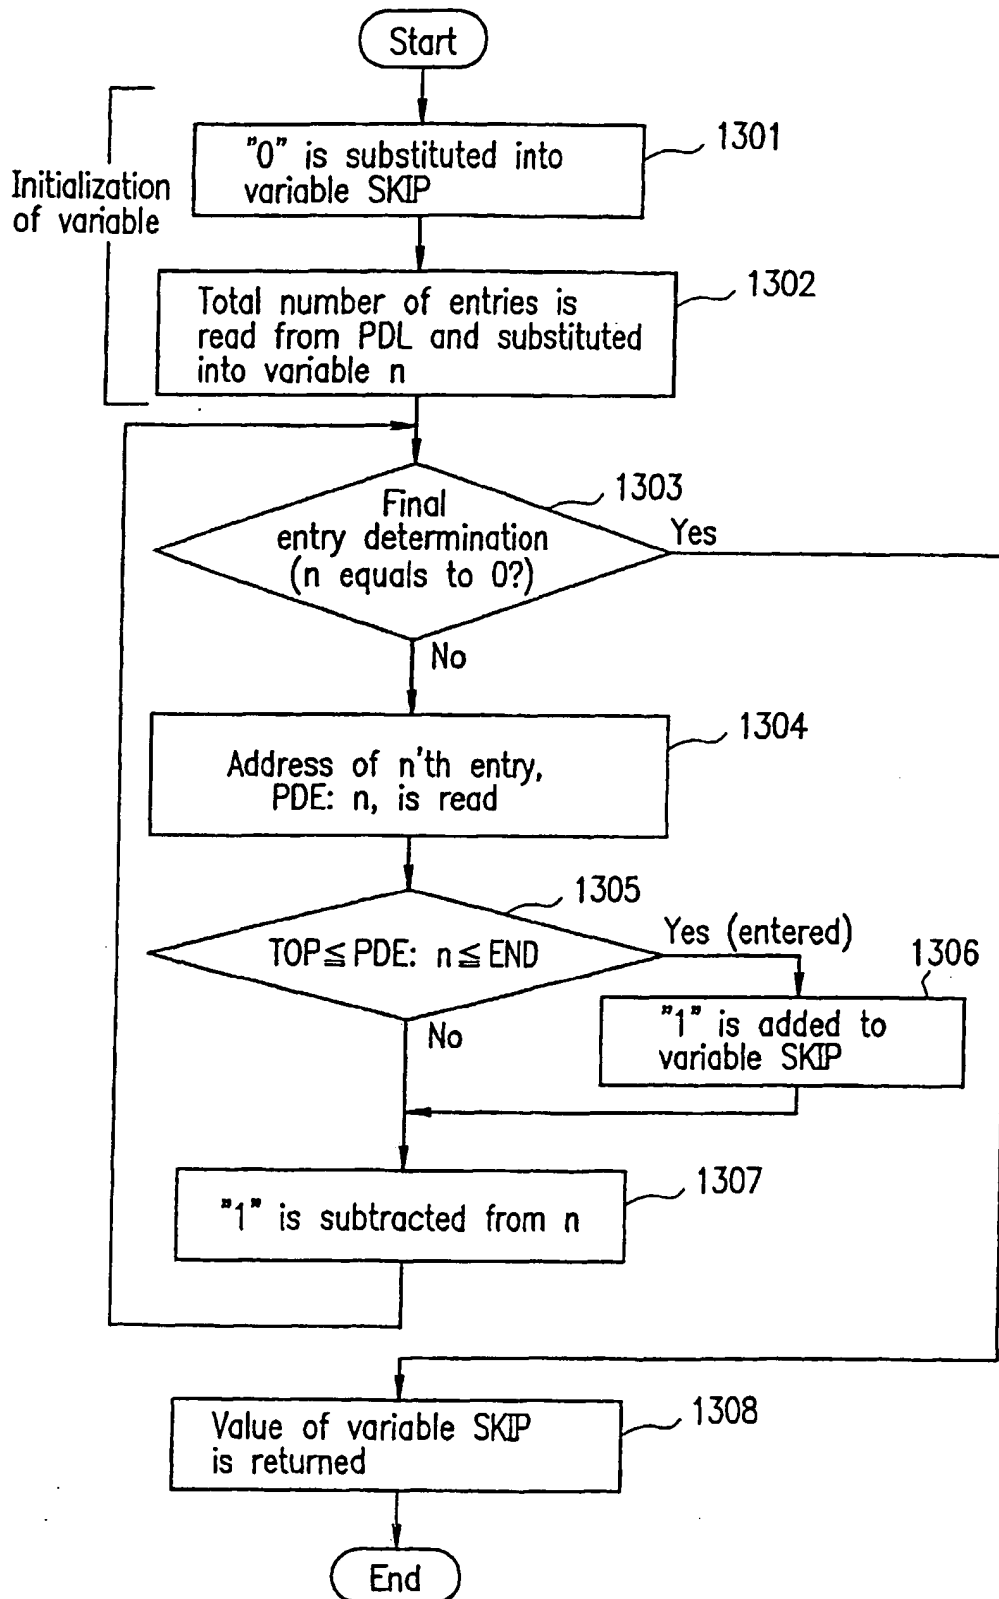 Start
1301
"0" is substituted into
variable SKIP
Initialization
of variable
1302
Total number of entries is
read from PDL and substituted
into variable n
1303
Final
entry determination
(n equals to 0?)
Yes
No
1304
Address of n'th entry,
PDE: n, is read
1305
TOP≦PDE: n≦END
Yes (entered)
1306
"1" is added to
variable SKIP
No
1307
"1" is subtracted from n
1308
Value of variable SKIP
is returned
End